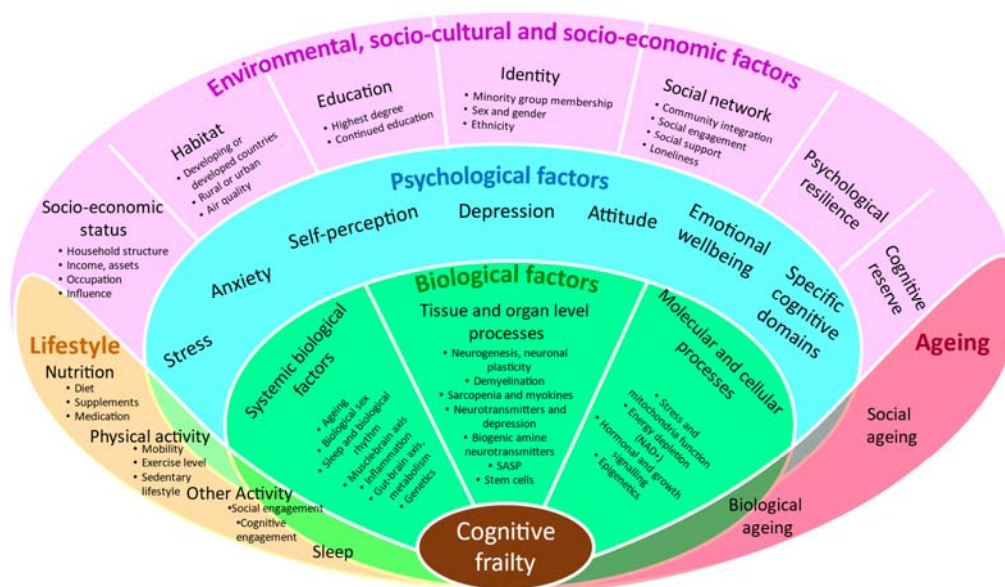 Environmental, socio-cultural and socio-economic factors
Socio-economic
status
• Household structure
• Income, assets
• Occupation
• Influence
Habitat
• Developing or
developed countries
• Rural or urban
• Air quality
Education
• Highest degree
• Continued education
Identity
• Minority group membership
• Sex and gender
• Ethnicity
Social network
• Community integration
• Social engagement
• Social support
• Loneliness
Psychological
resilience
Cognitive
reserve
Psychological factors
Stress
Anxiety
Self-perception
Depression
Attitude
Emotional
wellbeing
Specific
cognitive
domains
Biological factors
Systemic biological
factors
• Ageing
• Biological sex
• Sleep and biological
rhythm
• Muscle-brain axis
• Inflammation
• Gut-brain axis,
metabolism
• Genetics
Tissue and organ level
processes
• Neurogenesis, neuronal
plasticity
• Demyelination
• Sarcopenia and myokines
• Neurotransmitters and
depression
• Biogenic amine
neurotransmitters
• SASP
• Stem cells
Molecular and cellular
processes
• Stress and
mitochondria function
• Energy depletion
(NAD+)
• Hormonal and growth
signalling
• Epigenetics
Lifestyle
Nutrition
• Diet
• Supplements
• Medication
Physical activity
• Mobility
• Exercise level
• Sedentary
lifestyle
Other Activity
•Social engagement
•Cognitive
engagement
Sleep
Ageing
Social
ageing
Biological
ageing
Cognitive
frailty